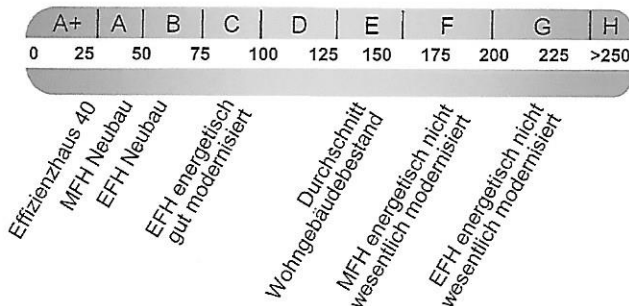 A+ A B C D E F G H
0 25 50 75 100 125 150 175 200 225 >250
Effizienzhaus 40
MFH Neubau
EFH Neubau
EFH energetisch
gut modernisiert
Durchschnitt
Wohngebäudebestand
MFH energetisch nicht
wesentlich modernisiert
EFH energetisch nicht
wesentlich modernisiert